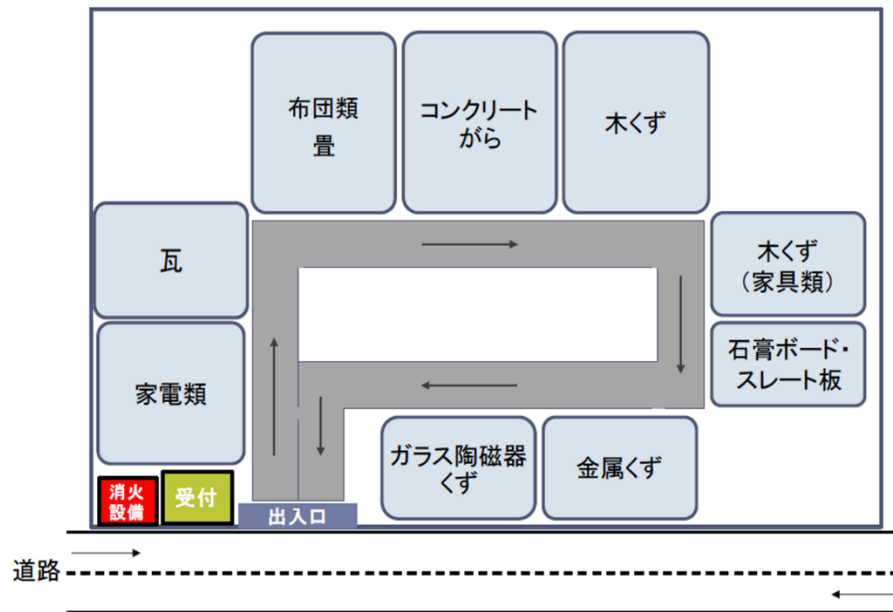 布団類
畳
コンクリート
がら
木くず
瓦
木くず
（家具類）
石膏ボード・
スレート板
家電類
ガラス陶磁器
くず
金属くず
消火
設備
受付
出入口
道路